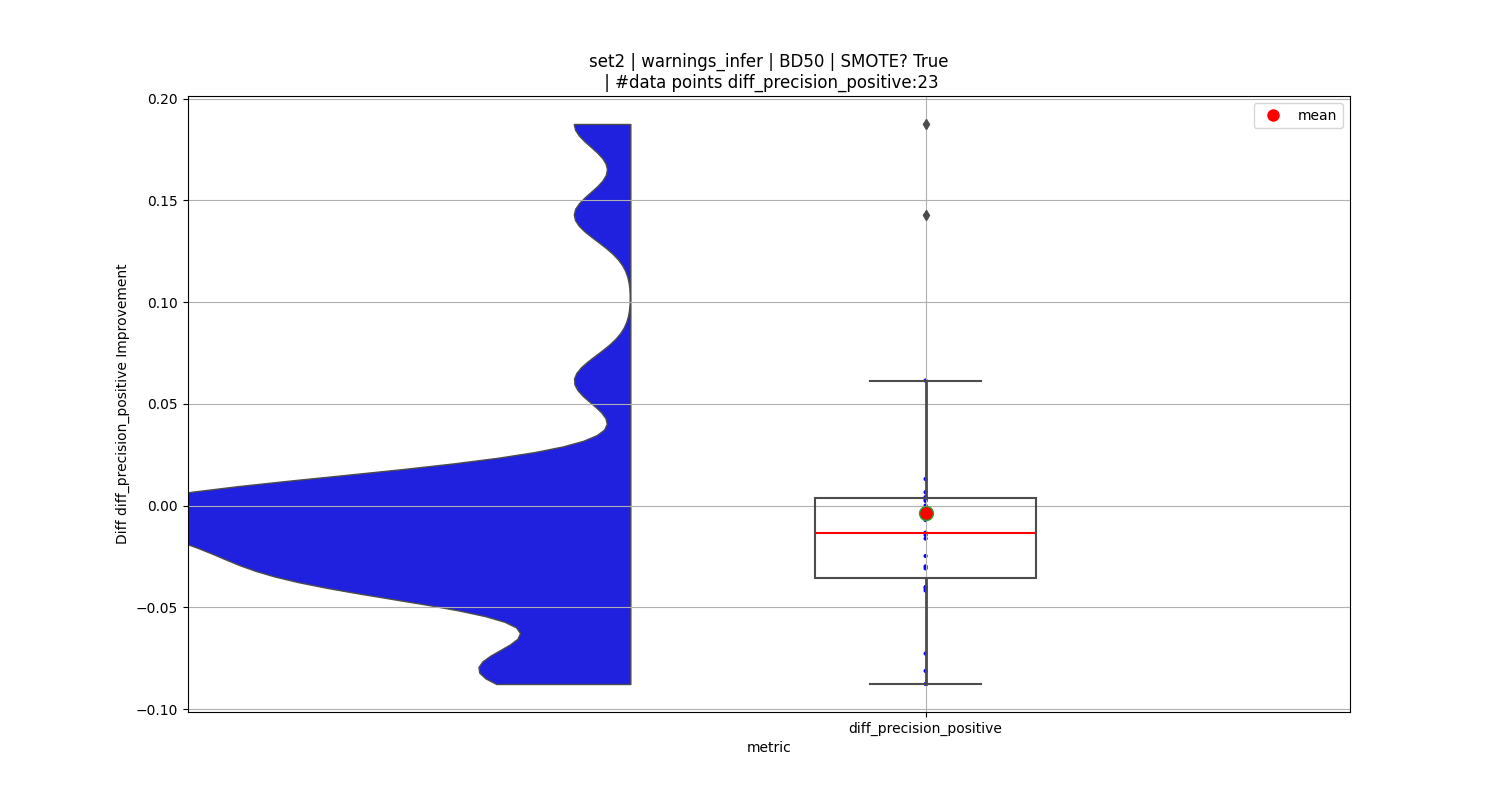 set2 | warnings_infer | BD50 | SMOTE? True
| #data points diff_precision_positive:23
mean
Diff diff_precision_positive Improvement
0.20
0.15
0.10
0.05
0.00
−0.05
−0.10
diff_precision_positive
metric